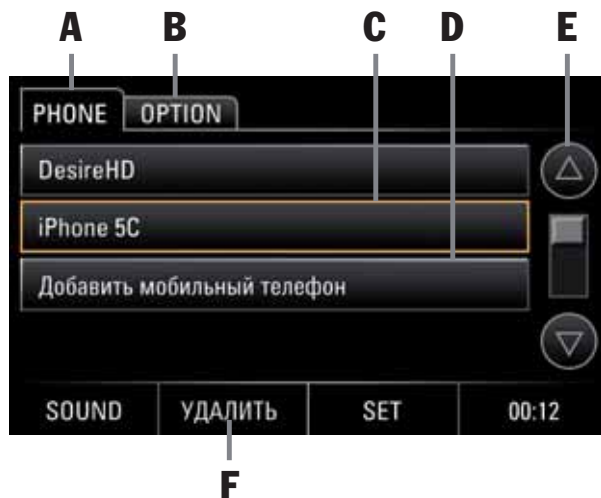 A B C D E
PHONE OPTION
DesireHD
iPhone 5C
Добавить мобильный телефон
SOUND УДАЛИТЬ SET 00:12
F